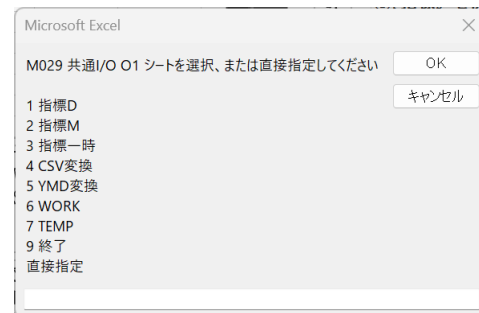 Microsoft Excel
M029 共通I/O O1 シートを選択、または直接指定してください
OK
キャンセル
1 指標D
2 指標M
3 指標一時
4 CSV変換
5 YMD変換
6 WORK
7 TEMP
9 終了
直接指定